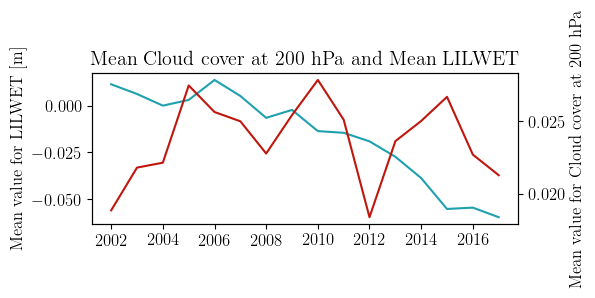 Mean Cloud cover at 200 hPa and Mean LILWET
Mean value for LILWET [m]
0.000
−0.025
−0.050
0.025
0.020
Mean value for Cloud cover at 200 hPa
2002 2004 2006 2008 2010 2012 2014 2016